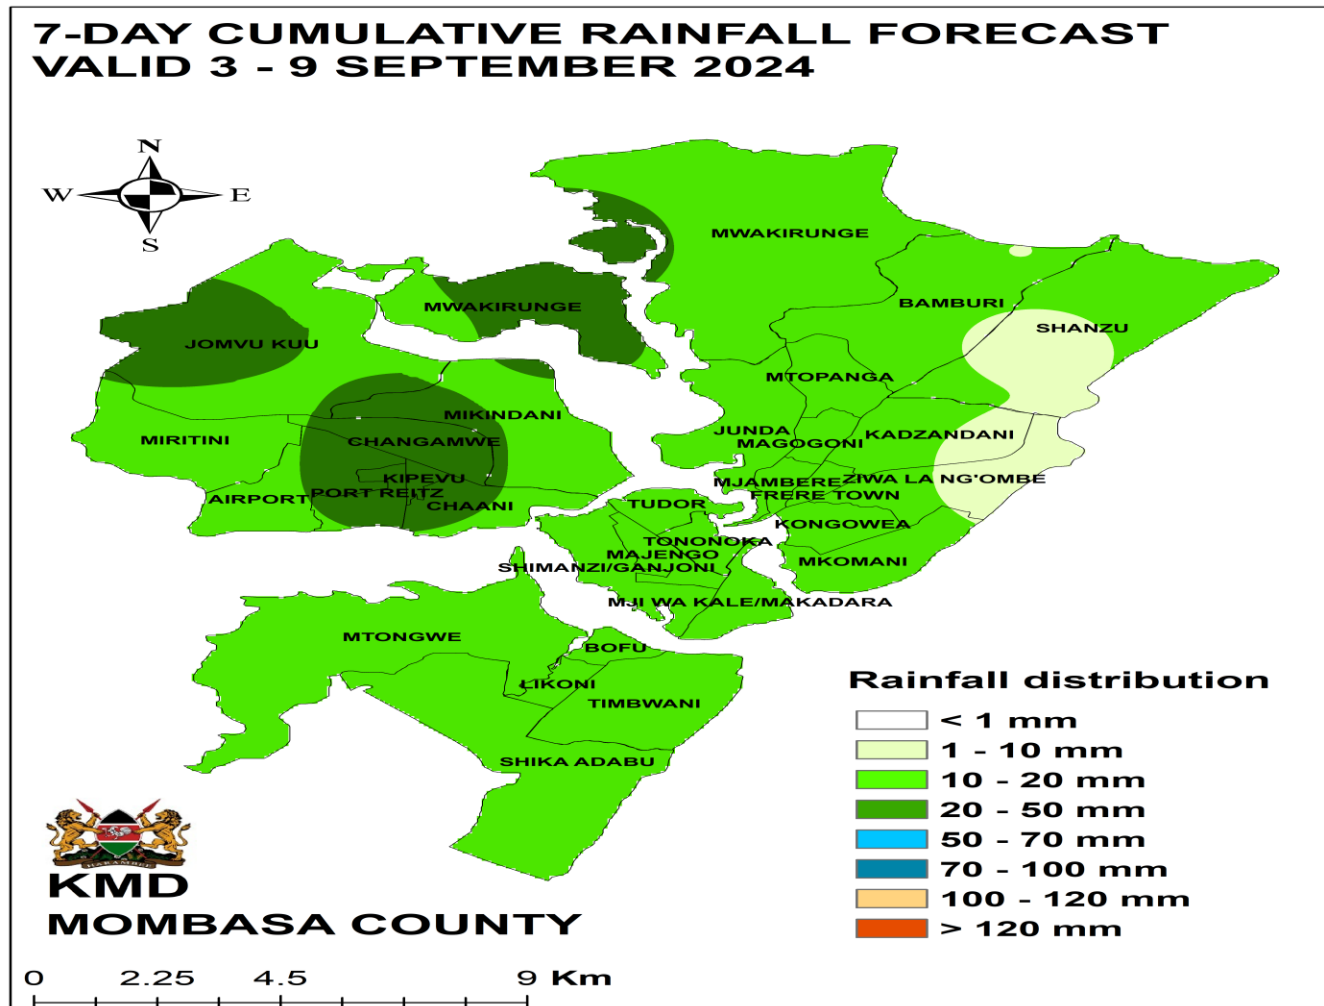 7-DAY CUMULATIVE RAINFALL FORECAST
VALID 3 - 9 SEPTEMBER 2024
N
W E
S
MWAKIRUNGE
BAMBURI
MWAKIRUNGE
SHANZU
JOMVU KUU
MTOPANGA
MIKINDANI
MIRITINI
CHANGAMWE
JUNDA
KADZANDANI
MAGOGONI
KIPEVU
MJAMBERE
ZIWA LA NG'OMBE
AIRPORT
PORT REITZ
CHAANI
FRERE TOWN
TUDOR
KONGOWEA
TONONOKA
MAJENGO
MKOMANI
SHIMANZI/GANJONI
MJI WA KALE/MAKADARA
MTONGWE
BOFU
LIKONI
TIMBWANI
SHIKA ADABU
Rainfall distribution
< 1 mm
1 - 10 mm
10 - 20 mm
20 - 50 mm
50 - 70 mm
70 - 100 mm
100 - 120 mm
> 120 mm
HARAMBEE
KMD
MOMBASA COUNTY
0 2.25 4.5 9 Km